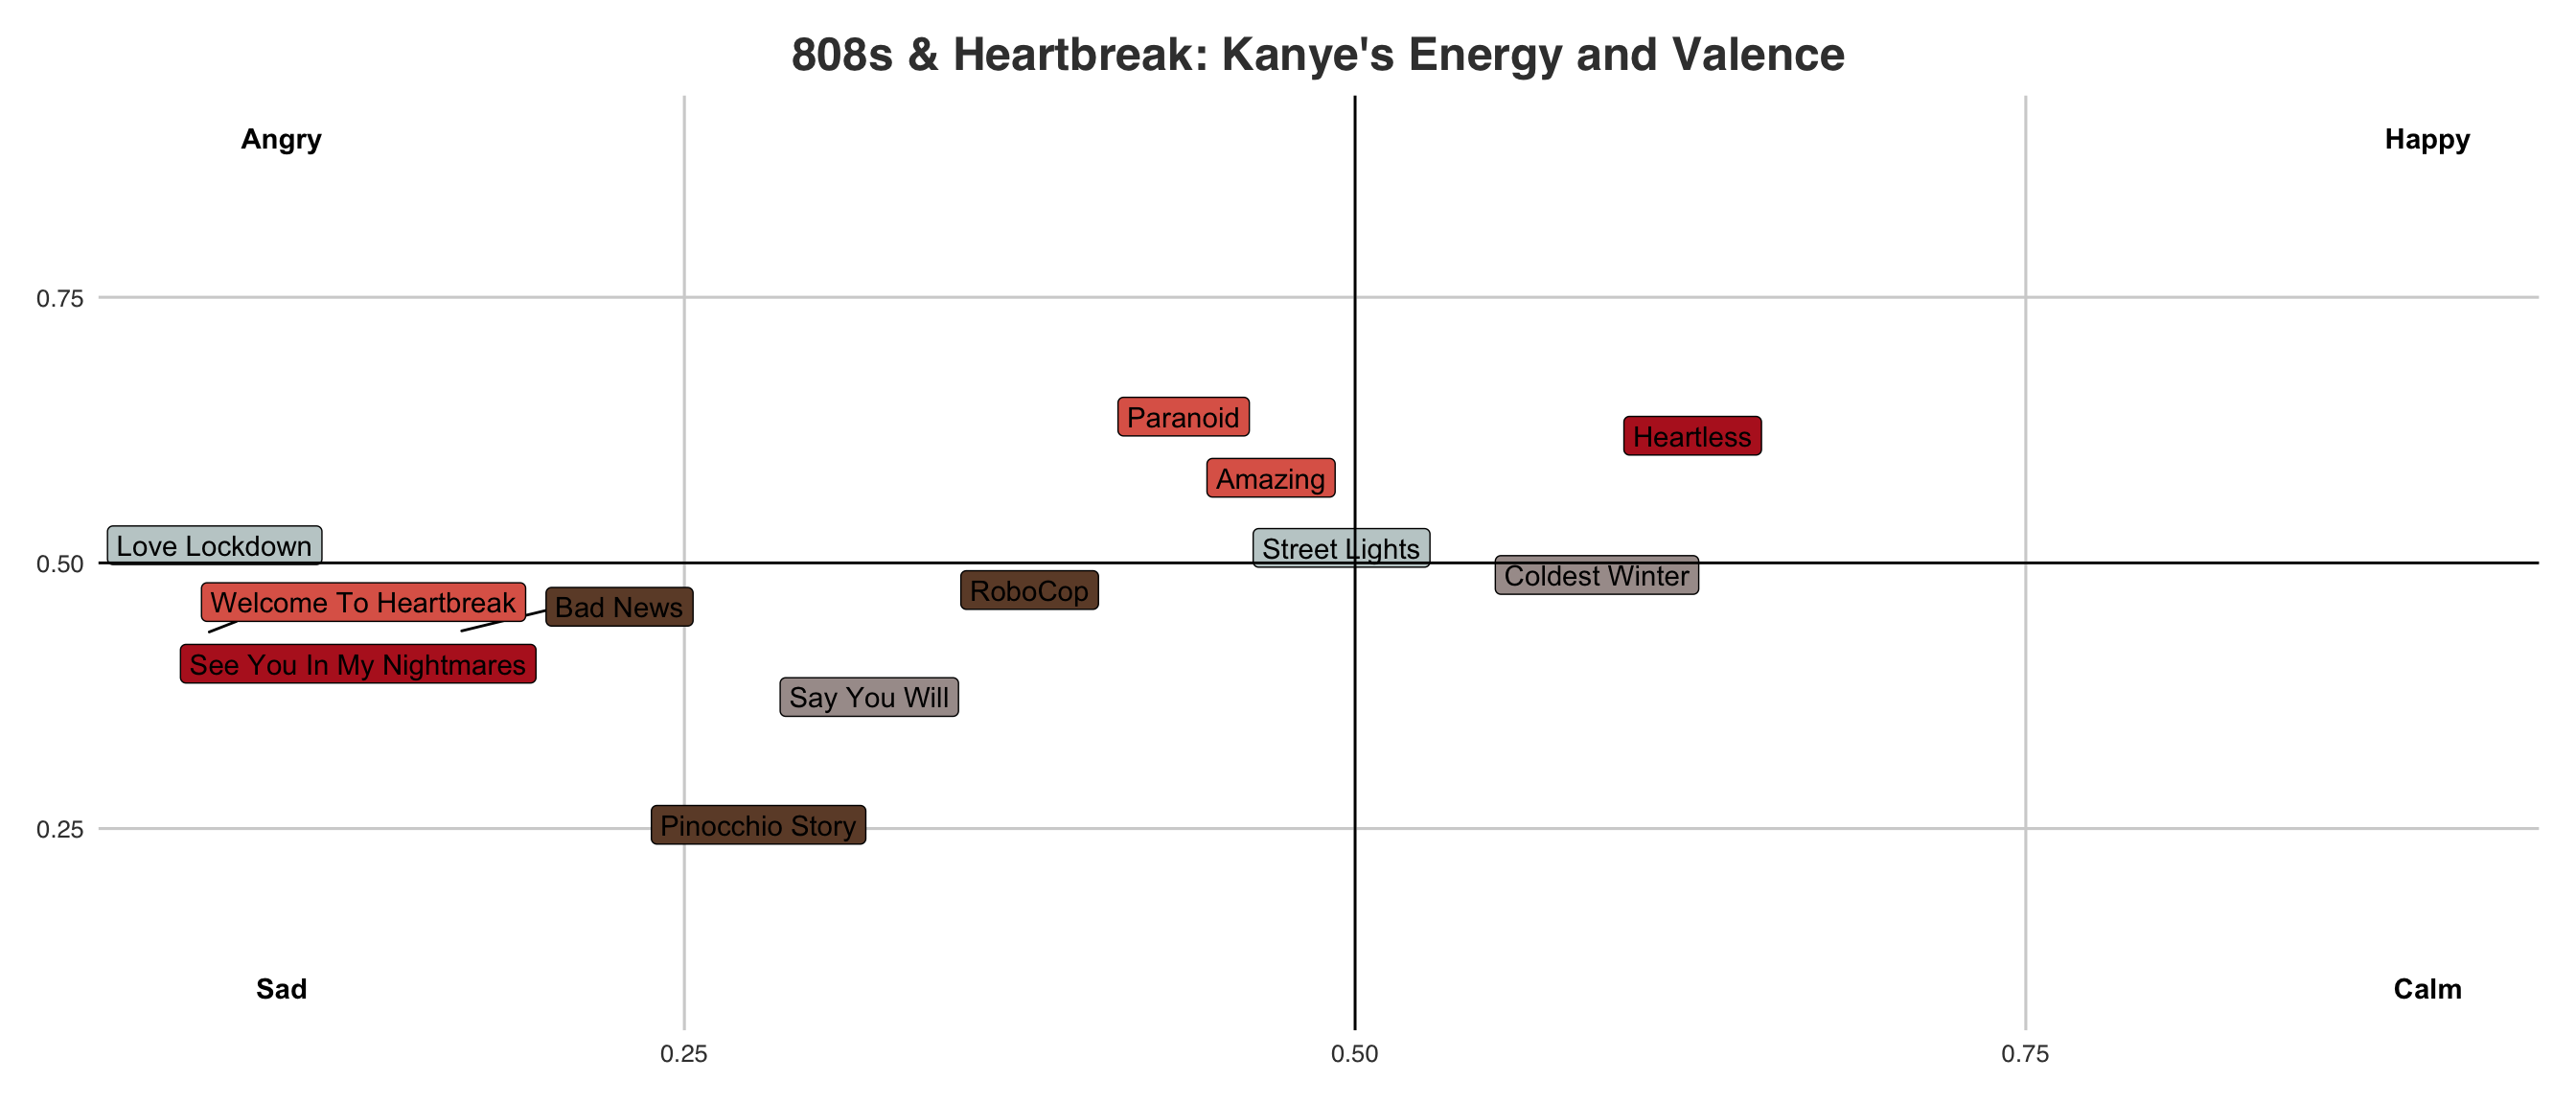 808s & Heartbreak: Kanye's Energy and Valence
Angry
Happy
0.75
Paranoid
Heartless
Amazing
Love Lockdown
Street Lights
0.50
Coldest Winter
RoboCop
Welcome To Heartbreak
Bad News
See You In My Nightmares
Say You Will
Pinocchio Story
0.25
Sad
Calm
0.25
0.50
0.75